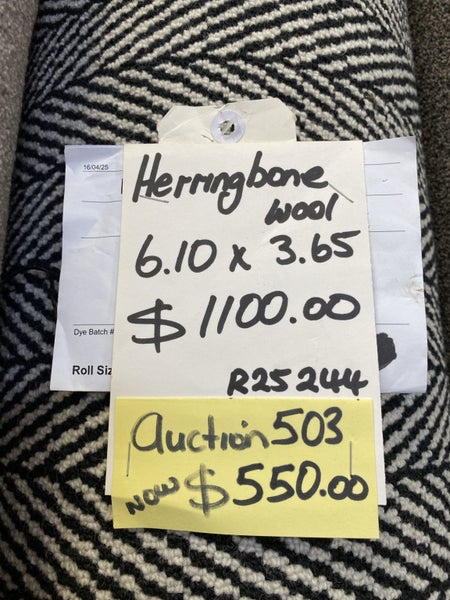 16/04/25
Herringbone
wool
6.10 x 3.65
$1100.00
Dye Batch #
Roll Siz
R25244
auction 503
NOW $550.00